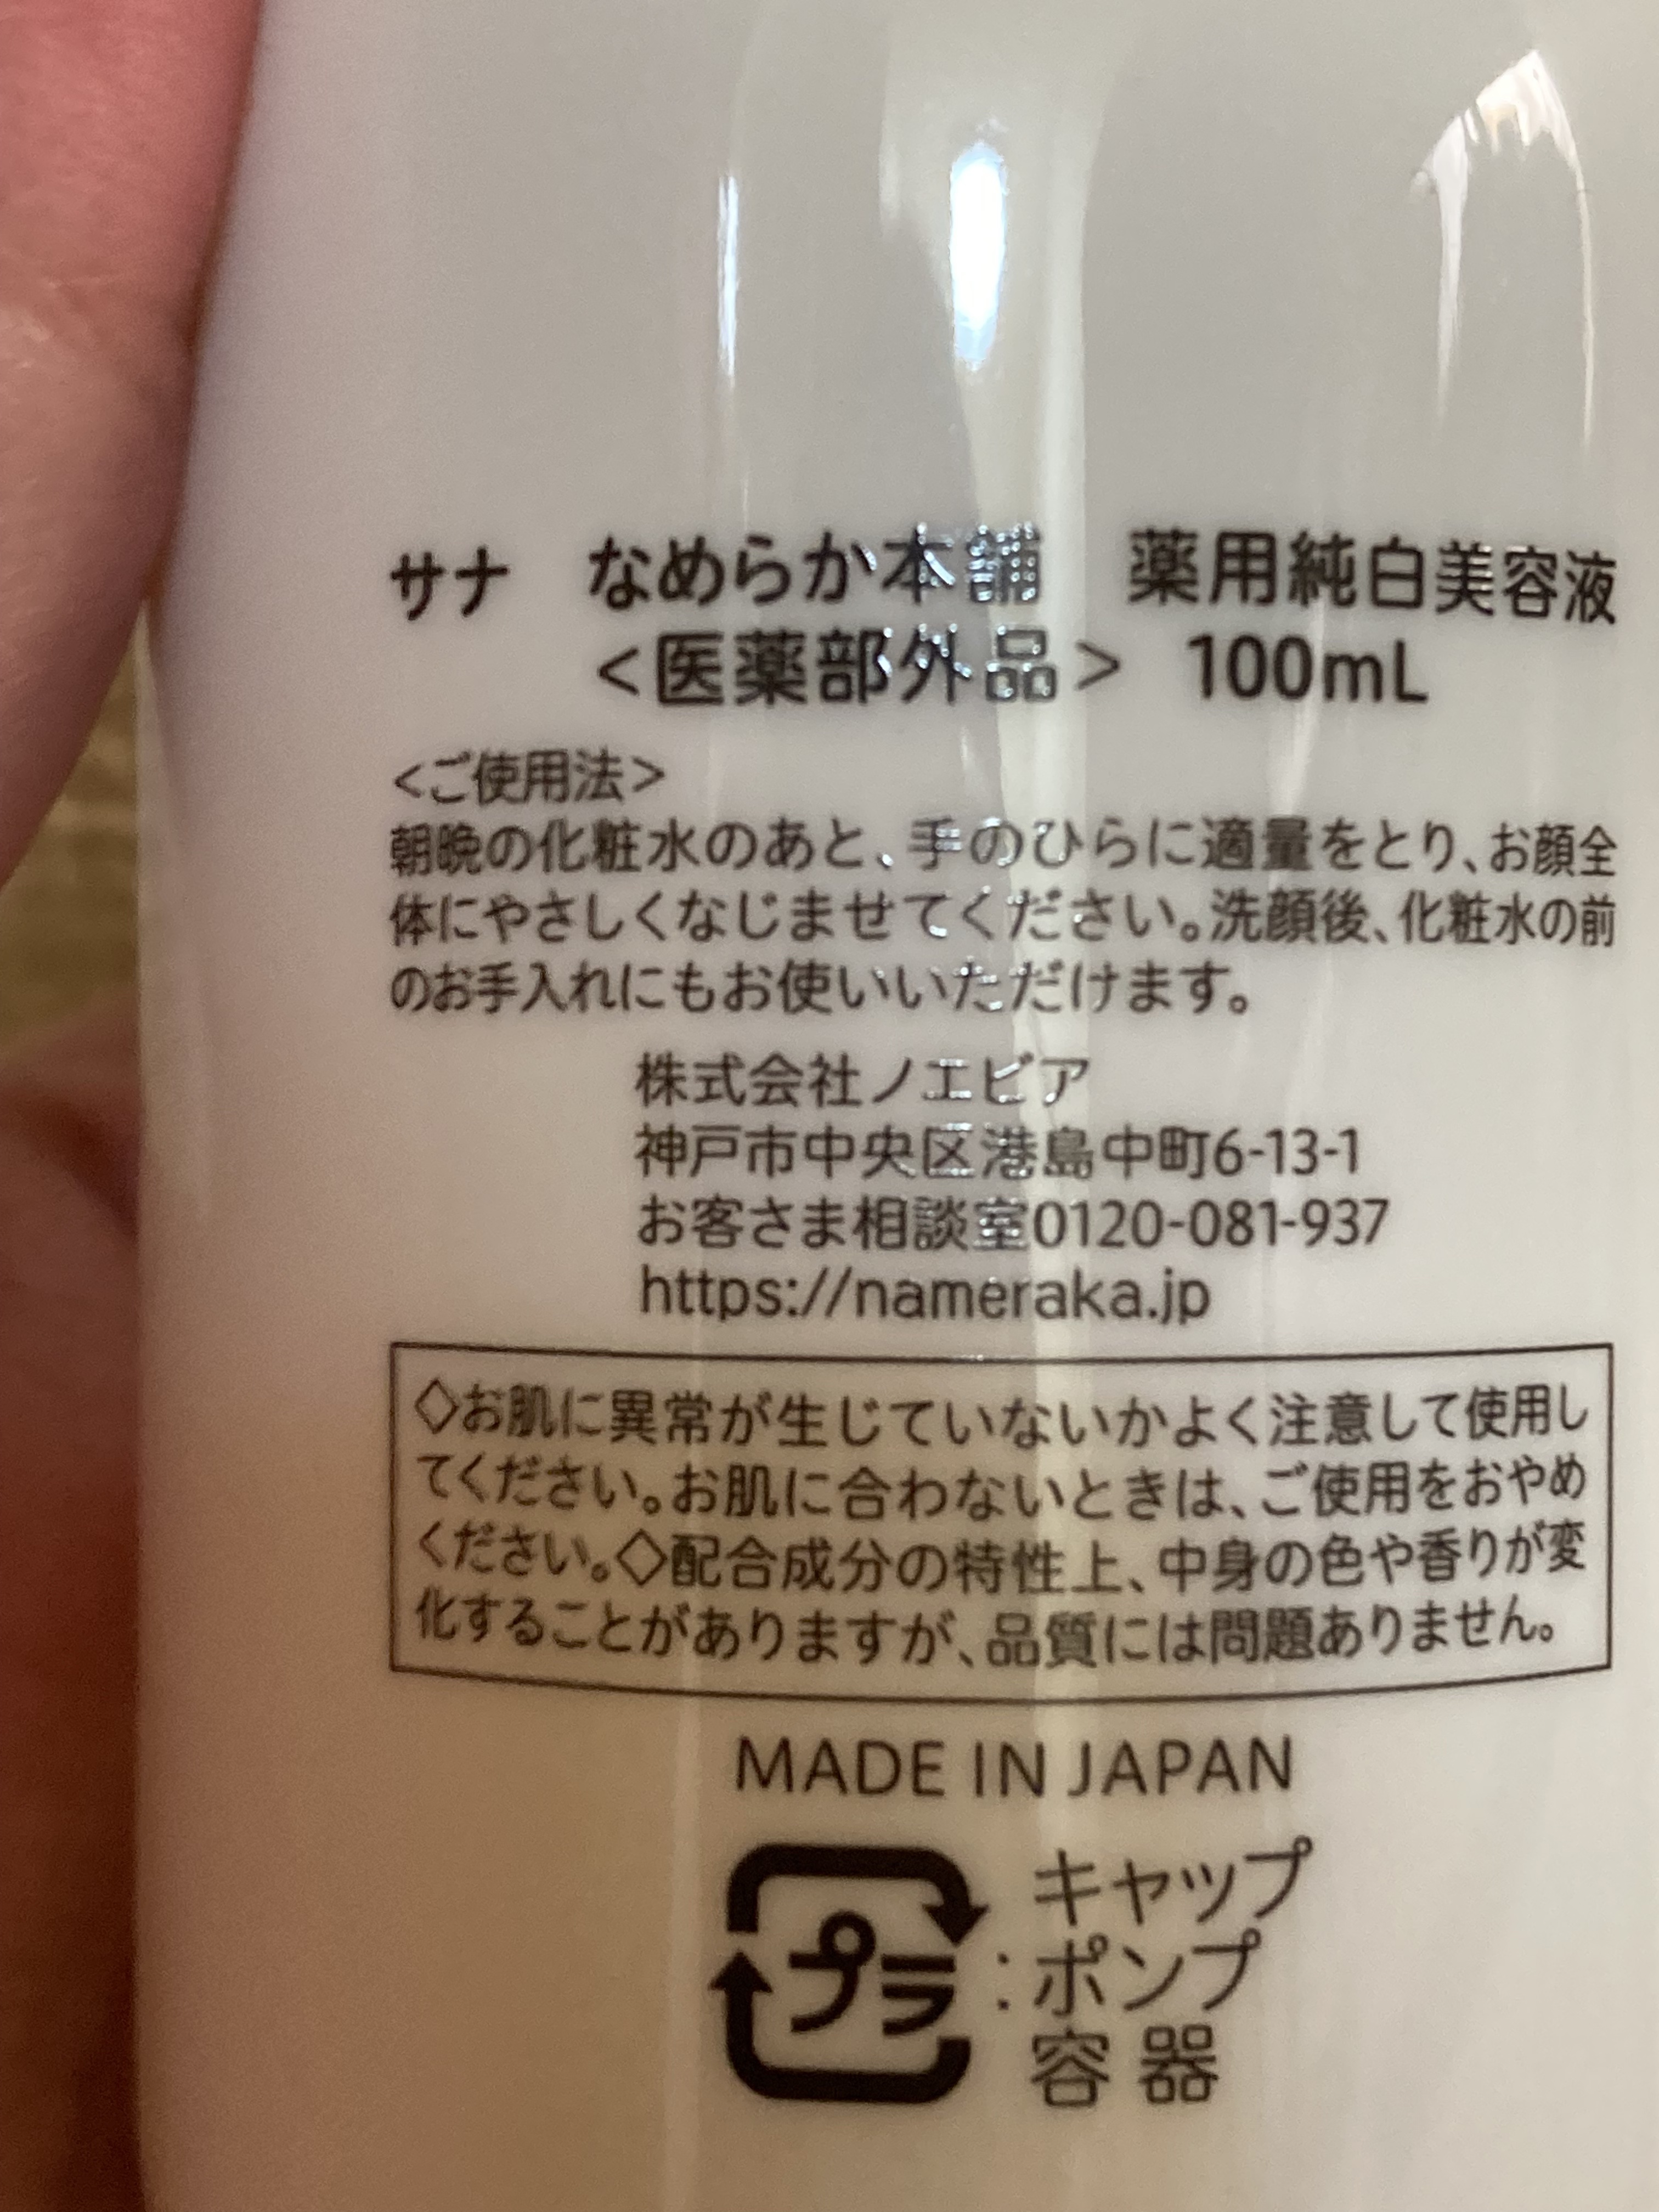 サナ なめらか本舗 薬用純白美容液
<医薬部外品> 100mL
<ご使用法>
朝晩の化粧水のあと、手のひらに適量をとり、お顔全
体にやさしくなじませてください。洗顔後、化粧水の前
のお手入れにもお使いいただけます。
株式会社ノエビア
神戸市中央区港島中町6-13-1
お客さま相談室0120-081-937
https://nameraka.jp
◇お肌に異常が生じていないかよく注意して使用し
てください。お肌に合わないときは、ご使用をおやめ
ください。◇配合成分の特性上、中身の色や香りが変
化することがありますが、品質には問題ありません。
MADE IN JAPAN
キャップ
プラ:ポンプ
容器